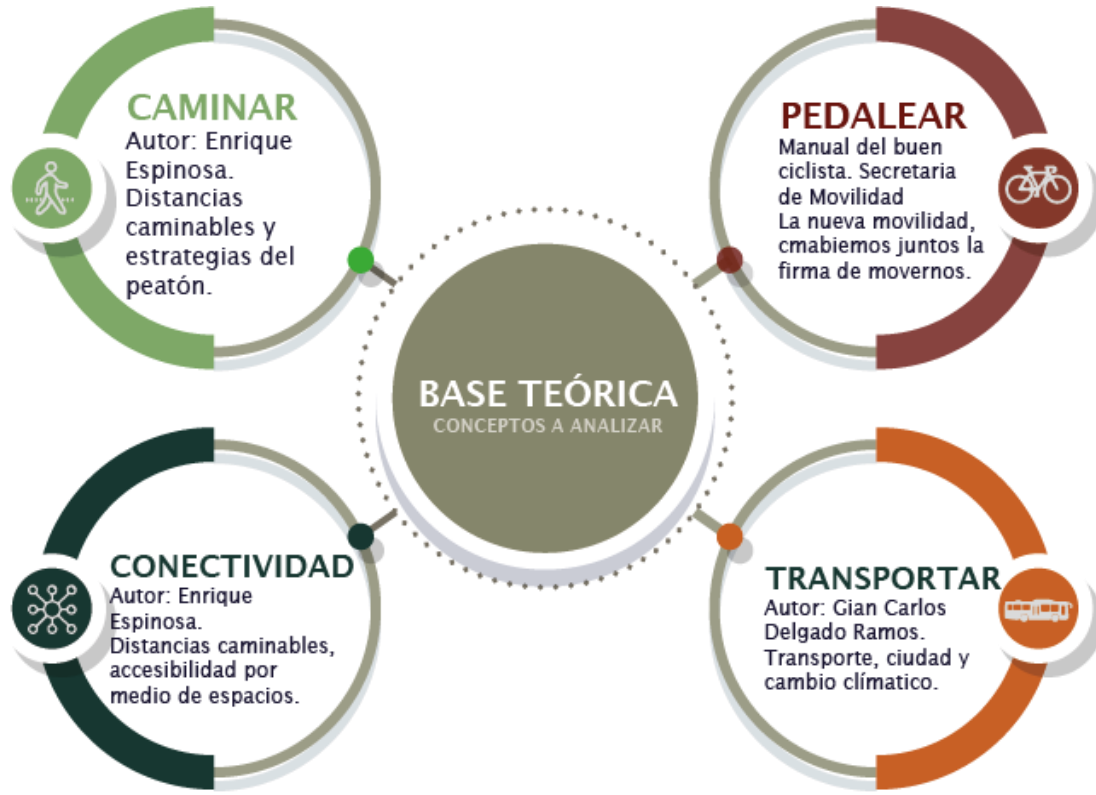 CAMINAR
Autor: Enrique
Espinosa.
Distancias
caminables y
estrategias del
peatón.
PEDALEAR
Manual del buen
ciclista. Secretaria
de Movilidad
La nueva movilidad,
cmabiemos juntos la
firma de movernos.
BASE TEÓRICA
CONCEPTOS A ANALIZAR
CONECTIVIDAD
Autor: Enrique
Espinosa.
Distancias caminables,
accesibilidad por
medio de espacios.
TRANSPORTAR
Autor: Gian Carlos
Delgado Ramos.
Transporte, ciudad y
cambio clímatico.